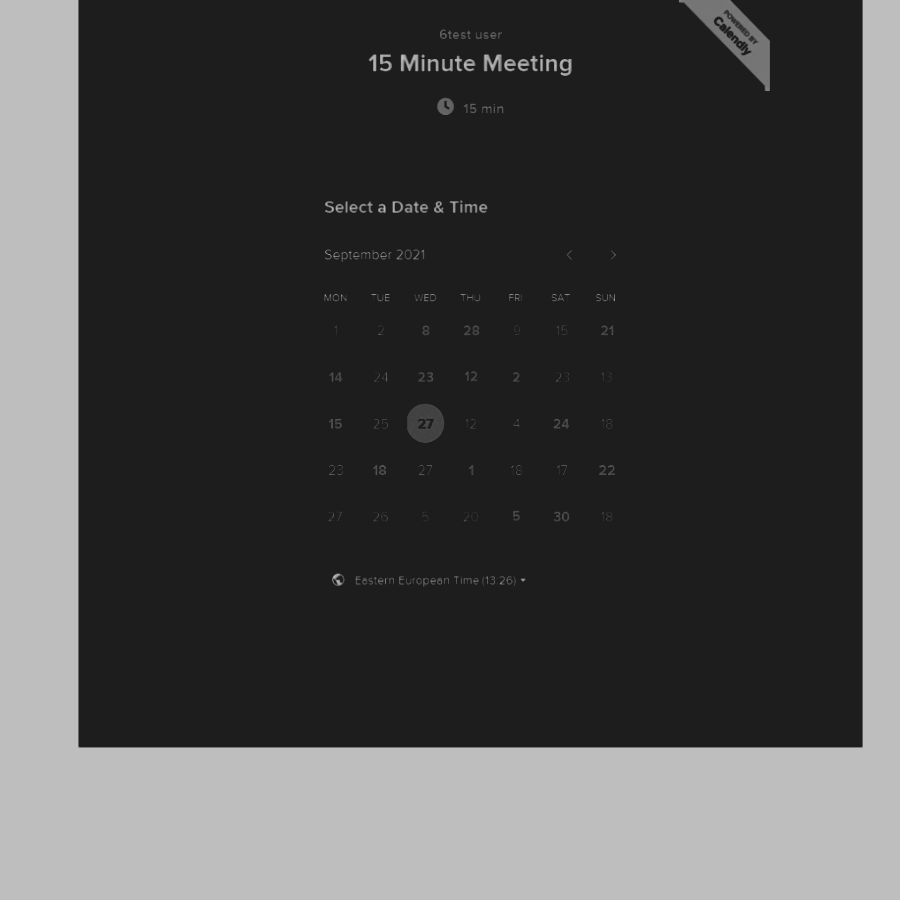 6test user
POWERED BY
Calendly
15 Minute Meeting
15 min
Select a Date & Time
September 2021
MON TUE WED THU FRI SAT SUN
1 2 8 28 9 15 21
14 24 23 12 2 23 13
15 25 27 12 4 24 18
23 18 27 1 18 17 22
27 26 5 20 5 30 18
Eastern European Time (13:26)